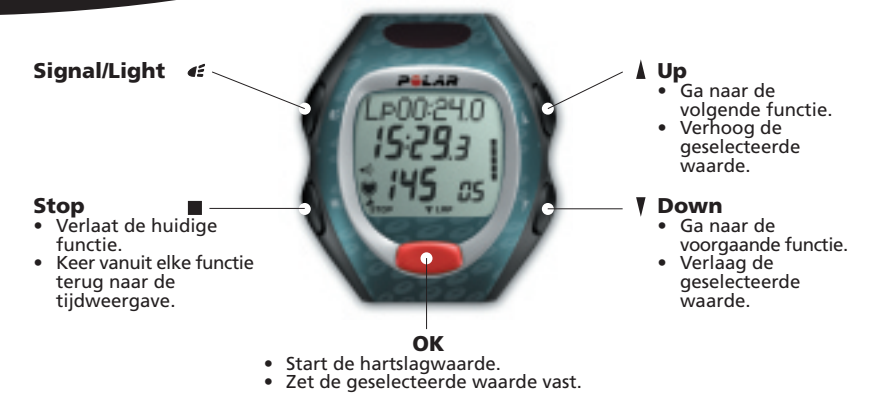 Signal/Light
Up
• Ga naar de
volgende functie.
• Verhoog de
geselecteerde
waarde.
POLAR
LP00:24.0
15:29.3
145 05
STOP ▼ LAP
Stop
• Verlaat de huidige
functie.
• Keer vanuit elke functie
terug naar de
tijdweergave.
Down
• Ga naar de
voorgaande functie.
• Verlaag de
geselecteerde
waarde.
OK
• Start de hartslagwaarde.
• Zet de geselecteerde waarde vast.